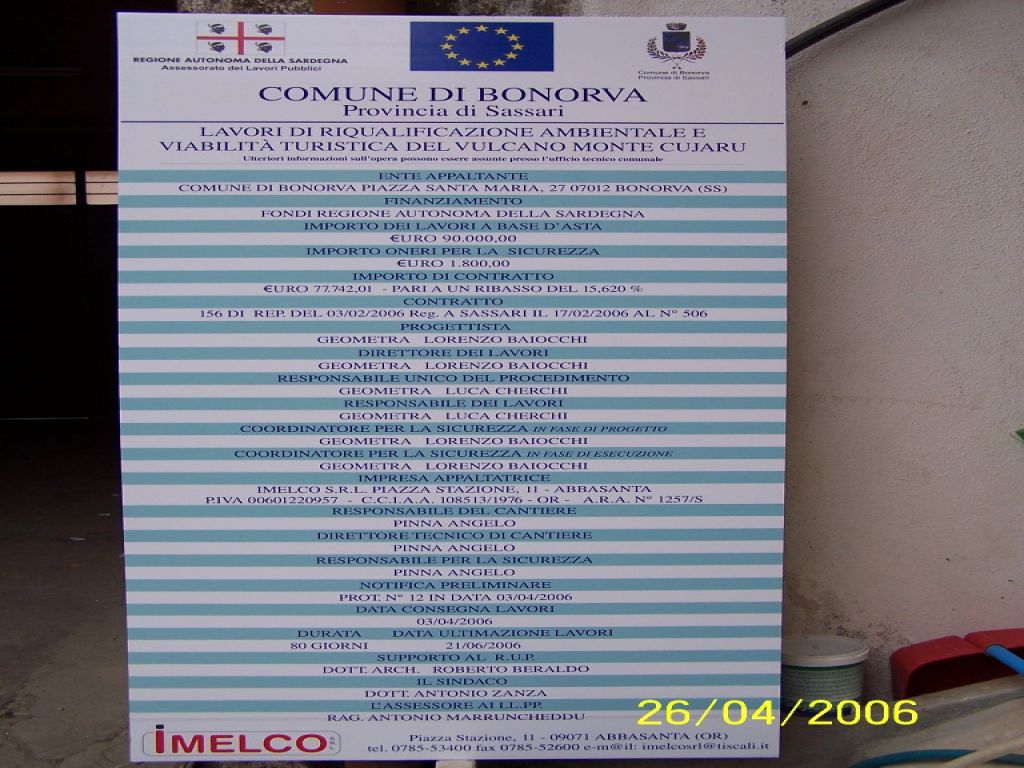 REGIONE AUTONOMA DELLA SARDEGNA
Assessorato dei Lavori Pubblici
Comune di Bonorva
Provincia di Sassari
COMUNE DI BONORVA
Provincia di Sassari
LAVORI DI RIQUALIFICAZIONE AMBIENTALE E
VIABILITÀ TURISTICA DEL VULCANO MONTE CUJARU
Ulteriori informazioni sull'opera possono essere assunte presso l'ufficio tecnico comunale
ENTE APPALTANTE
COMUNE DI BONORVA PIAZZA SANTA MARIA, 27 07012 BONORVA (SS)
FINANZIAMENTO
FONDI REGIONE AUTONOMA DELLA SARDEGNA
IMPORTO DEI LAVORI A BASE D'ASTA
€URO 90.000,00
IMPORTO ONERI PER LA SICUREZZA
€URO 1.800,00
IMPORTO DI CONTRATTO
€URO 77.742,01 - PARI A UN RIBASSO DEL 15,620 %
CONTRATTO
156 DI REP. DEL 03/02/2006 Reg. A SASSARI IL 17/02/2006 AL N° 506
PROGETTISTA
GEOMETRA LORENZO BAIOCCHI
DIRETTORE DEI LAVORI
GEOMETRA LORENZO BAIOCCHI
RESPONSABILE UNICO DEL PROCEDIMENTO
GEOMETRA LUCA CHERCHI
RESPONSABILE DEI LAVORI
GEOMETRA LUCA CHERCHI
COORDINATORE PER LA SICUREZZA IN FASE DI PROGETTO
GEOMETRA LORENZO BAIOCCHI
COORDINATORE PER LA SICUREZZA IN FASE DI ESECUZIONE
GEOMETRA LORENZO BAIOCCHI
IMPRESA APPALTATRICE
IMELCO S.R.L. PIAZZA STAZIONE, 11 - ABBASANTA
P.IVA 00601220957 - C.C.I.A.A. 108513/1976 - OR - A.R.A. N° 1257/S
RESPONSABILE DEL CANTIERE
PINNA ANGELO
DIRETTORE TECNICO DI CANTIERE
PINNA ANGELO
RESPONSABILE PER LA SICUREZZA
PINNA ANGELO
NOTIFICA PRELIMINARE
PROT. N° 12 IN DATA 03/04/2006
DATA CONSEGNA LAVORI
03/04/2006
DURATA DATA ULTIMAZIONE LAVORI
80 GIORNI 21/06/2006
SUPPORTO AL R.U.P.
DOTT. ARCH. ROBERTO BERALDO
IL SINDACO
DOTT. ANTONIO ZANZA
L'ASSESSORE AI LL.PP.
RAG. ANTONIO MARRUNCHEDDU
IMELCO SRL
Piazza Stazione, 11 - 09071 ABBASANTA (OR)
tel. 0785-53400 fax 0785-52600 e-m@il: imelcosrl@tiscali.it
26/04/2006